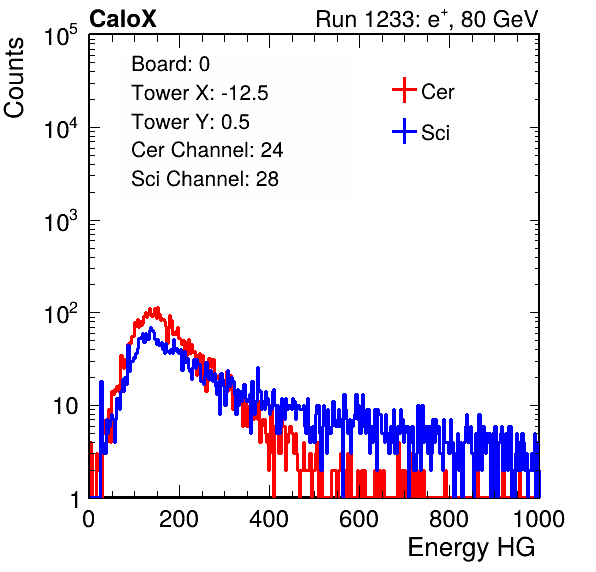 CaloX Run 1233: e⁺, 80 GeV
Counts
Board: 0
Tower X: -12.5
Tower Y: 0.5
Cer Channel: 24
Sci Channel: 28
Cer
Sci
10⁵
10⁴
10³
10²
10
1
0 200 400 600 800 1000
Energy HG